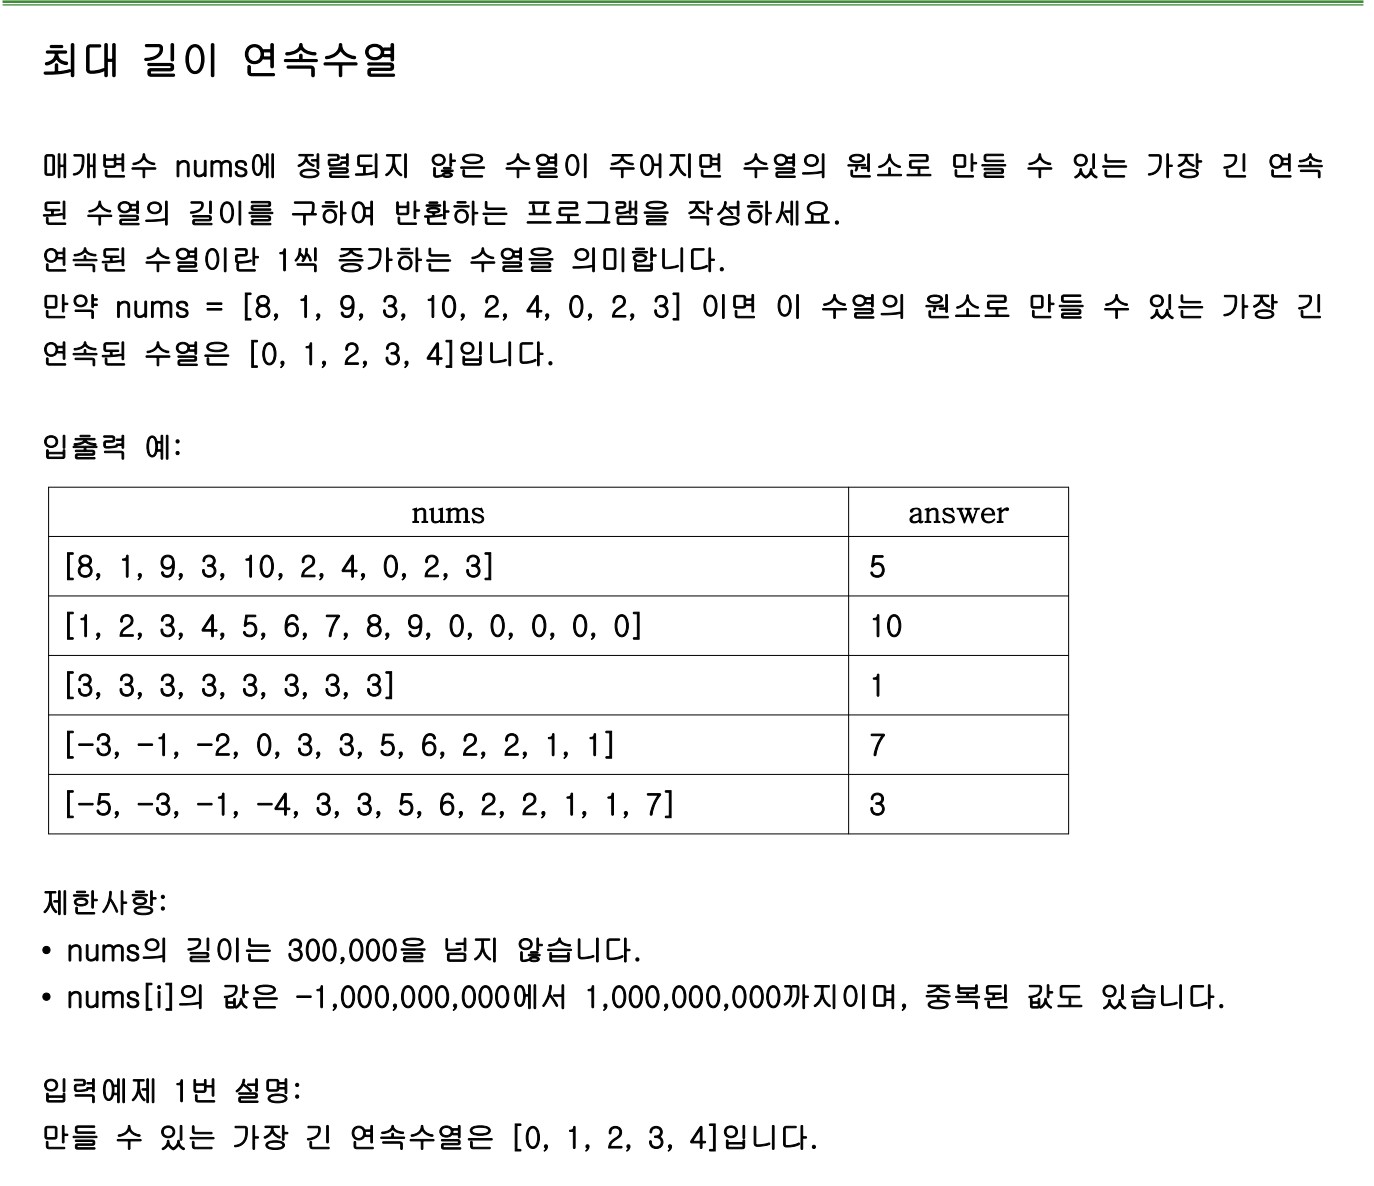 최대 길이 연속수열
매개변수 nums에 정렬되지 않은 수열이 주어지면 수열의 원소로 만들 수 있는 가장 긴 연속
된 수열의 길이를 구하여 반환하는 프로그램을 작성하세요.
연속된 수열이란 1씩 증가하는 수열을 의미합니다.
만약 nums = [8, 1, 9, 3, 10, 2, 4, 0, 2, 3] 이면 이 수열의 원소로 만들 수 있는 가장 긴
연속된 수열은 [0, 1, 2, 3, 4]입니다.
입출력 예:
nums answer
[8, 1, 9, 3, 10, 2, 4, 0, 2, 3] 5
[1, 2, 3, 4, 5, 6, 7, 8, 9, 0, 0, 0, 0, 0] 10
[3, 3, 3, 3, 3, 3, 3, 3] 1
[-3, -1, -2, 0, 3, 3, 5, 6, 2, 2, 1, 1] 7
[-5, -3, -1, -4, 3, 3, 5, 6, 2, 2, 1, 1, 7] 3
제한사항:
• nums의 길이는 300,000을 넘지 않습니다.
• nums[i]의 값은 -1,000,000,000에서 1,000,000,000까지이며, 중복된 값도 있습니다.
입력예제 1번 설명:
만들 수 있는 가장 긴 연속수열은 [0, 1, 2, 3, 4]입니다.